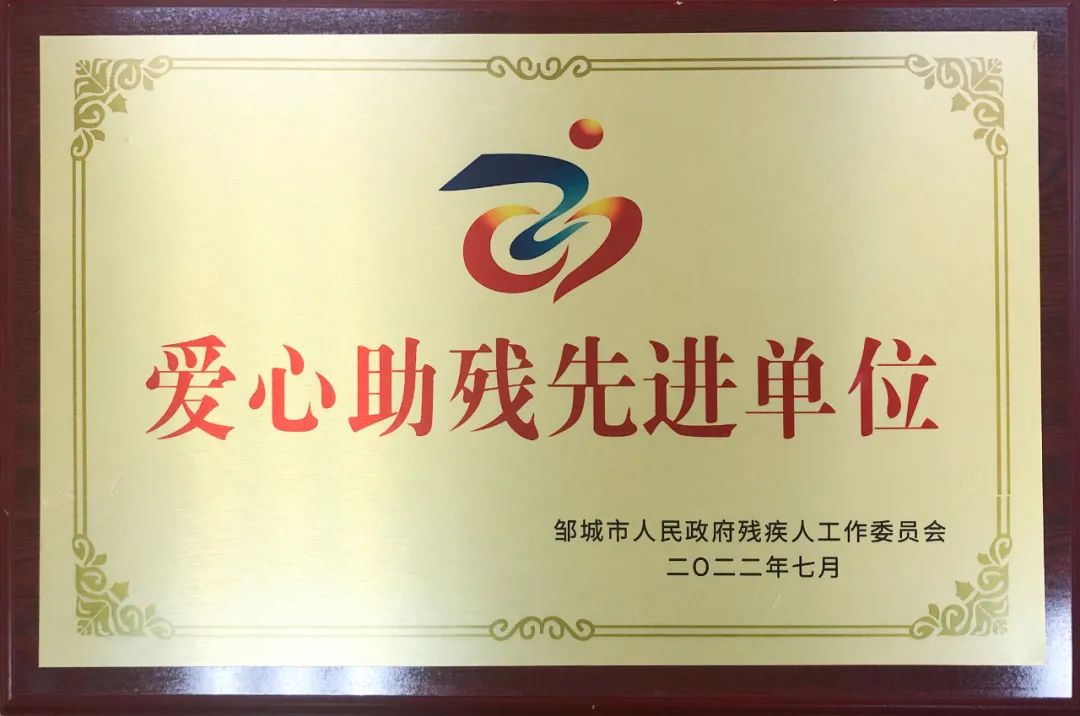 爱心助残先进单位
邹城市人民政府残疾人工作委员会
二〇二二年七月